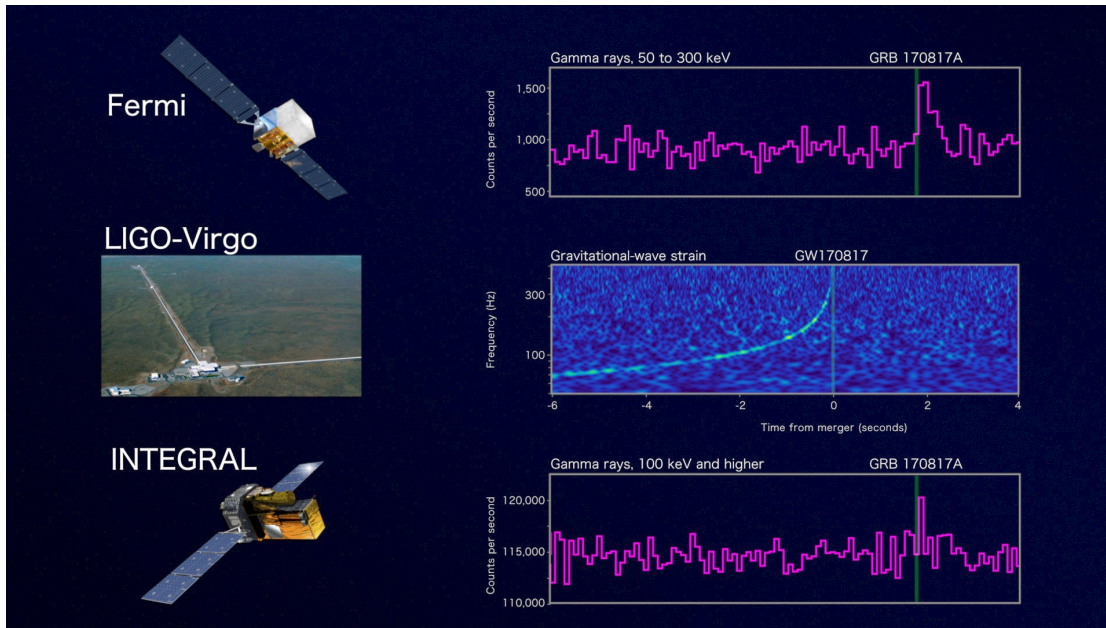 Fermi
Gamma rays, 50 to 300 keV
GRB 170817A
Counts per second
1,500
1,000
500
LIGO-Virgo
Gravitational-wave strain
GW170817
Frequency (Hz)
300
100
-6 -4 -2 0 2 4
Time from merger (seconds)
INTEGRAL
Gamma rays, 100 keV and higher
GRB 170817A
Counts per second
120,000
115,000
110,000